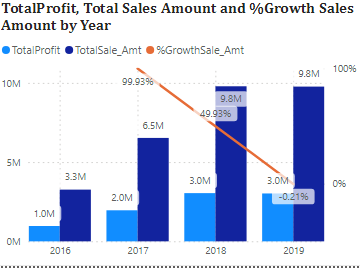 TotalProfit, Total Sales Amount and %Growth Sales
Amount by Year
TotalProfit TotalSale_Amt %GrowthSale_Amt
10M
5M
0M
100%
0%
1.0M
3.3M
2.0M
6.5M
99.93%
3.0M
9.8M
49.93%
3.0M
9.8M
-0.21%
2016 2017 2018 2019